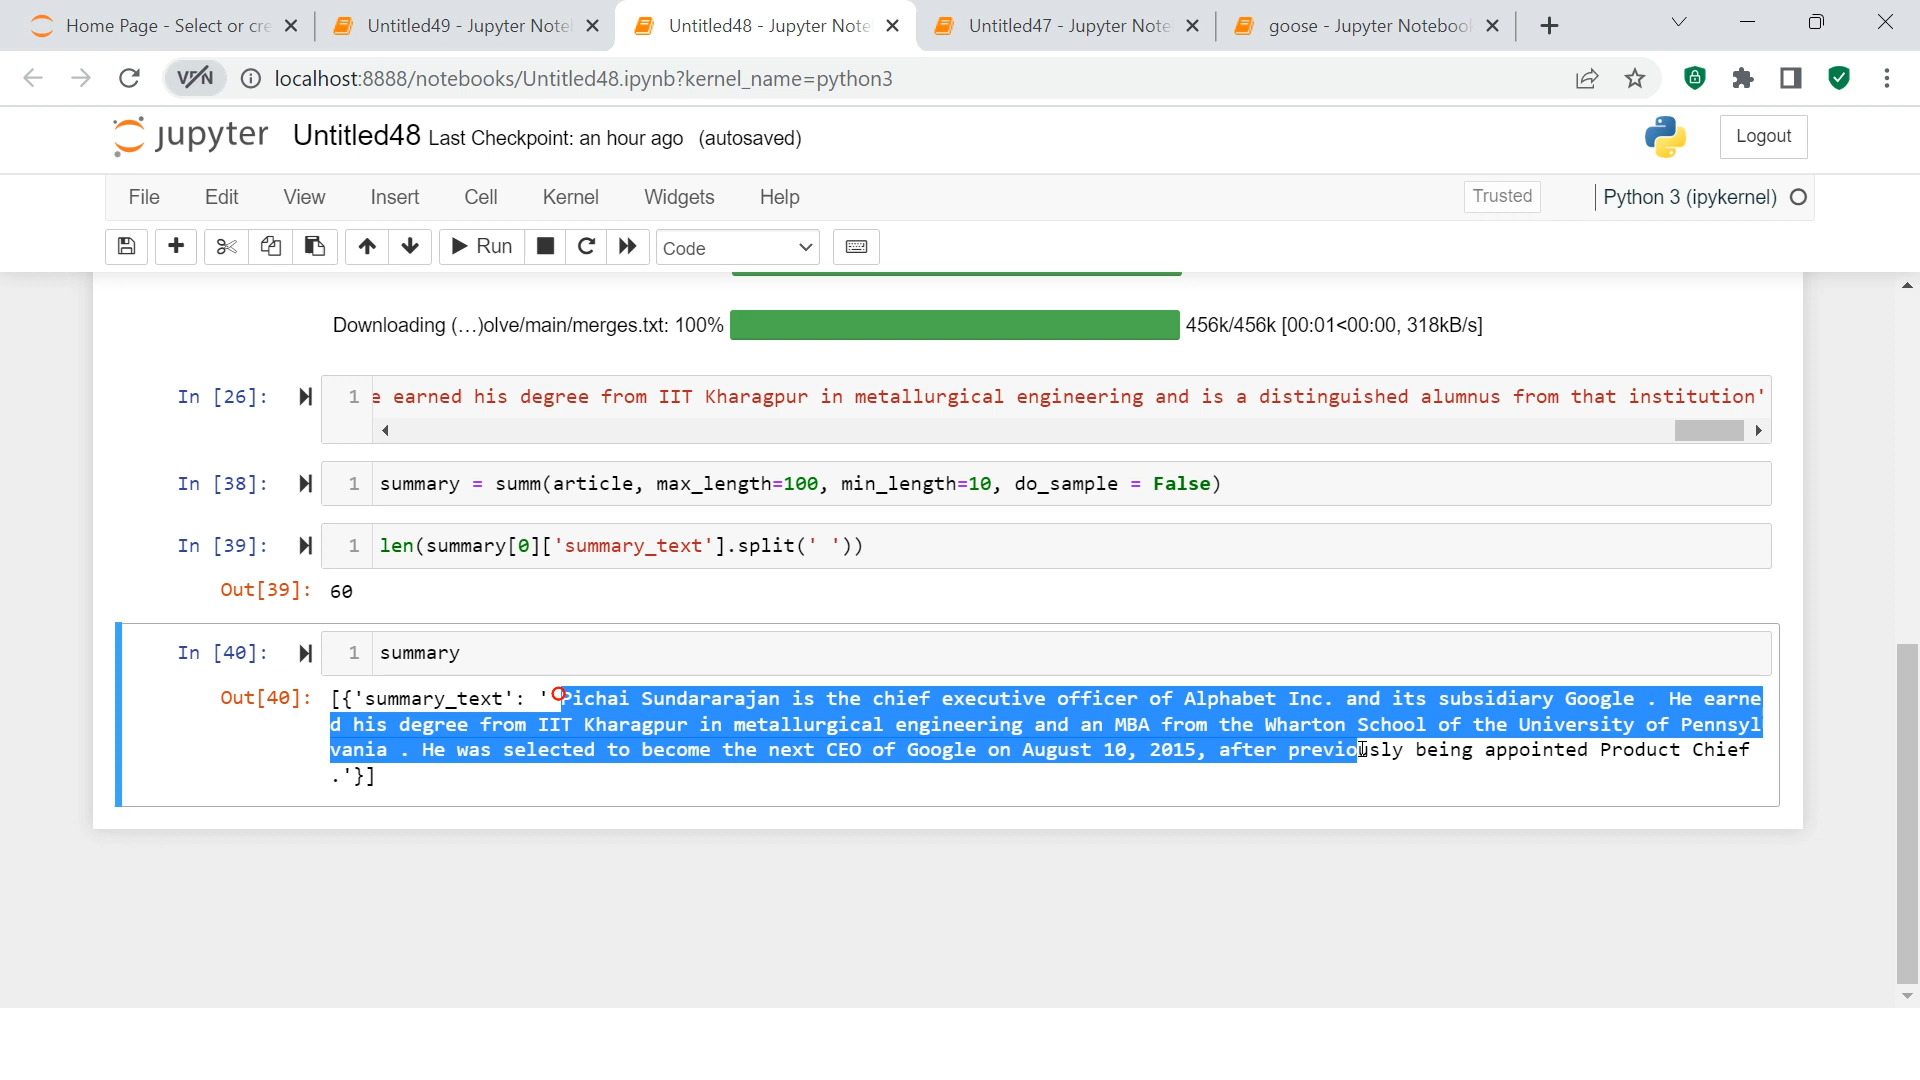 Home Page - Select or cre
Untitled49 - Jupyter Note
Untitled48 - Jupyter Note
Untitled47 - Jupyter Note
goose - Jupyter Notebook
VPN
localhost:8888/notebooks/Untitled48.ipynb?kernel_name=python3
jupyter Untitled48 Last Checkpoint: an hour ago (autosaved)
Logout
File Edit View Insert Cell Kernel Widgets Help
Trusted
Python 3 (ipykernel)
Run
Code
Downloading (…)olve/main/merges.txt: 100% 456k/456k [00:01<00:00, 318kB/s]
In [26]: 1 e earned his degree from IIT Kharagpur in metallurgical engineering and is a distinguished alumnus from that institution'
In [38]: 1 summary = summ(article, max_length=100, min_length=10, do_sample = False)
In [39]: 1 len(summary[0]['summary_text'].split(' '))
Out[39]: 60
In [40]: 1 summary
Out[40]: [{'summary_text': ' Pichai Sundararajan is the chief executive officer of Alphabet Inc. and its subsidiary Google . He earne
d his degree from IIT Kharagpur in metallurgical engineering and an MBA from the Wharton School of the University of Pennsyl
vania . He was selected to become the next CEO of Google on August 10, 2015, after previously being appointed Product Chief
.'}]